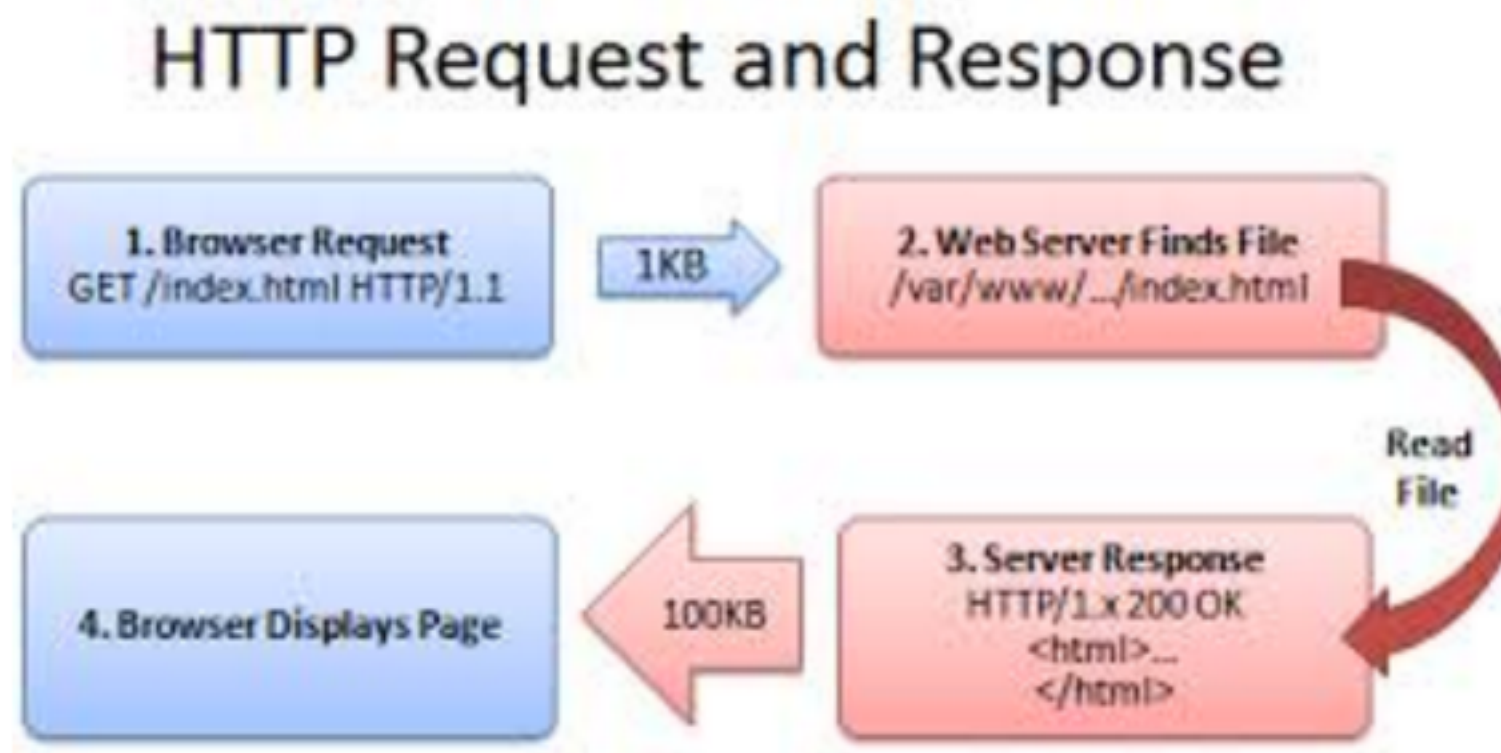 HTTP Request and Response
1. Browser Request
GET /index.html HTTP/1.1
1KB
2. Web Server Finds File
/var/www/.../index.html
Read
File
3. Server Response
HTTP/1.x 200 OK
<html>...
</html>
100KB
4. Browser Displays Page